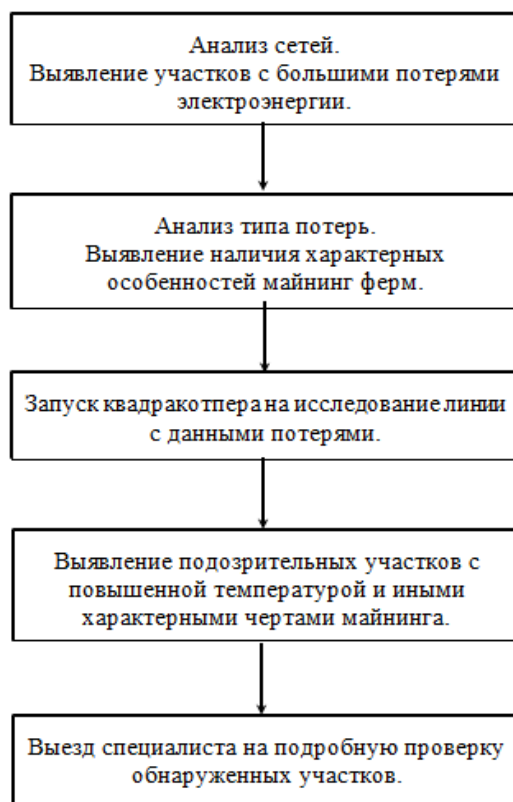 Анализ сетей.
Выявление участков с большими потерями
электроэнергии.
Анализ типа потерь.
Выявление наличия характерных
особенностей майнинг ферм.
Запуск квадракотпера на исследование линии
с данными потерями.
Выявление подозрительных участков с
повышенной температурой и иными
характерными чертами майнинга.
Выезд специалиста на подробную проверку
обнаруженных участков.